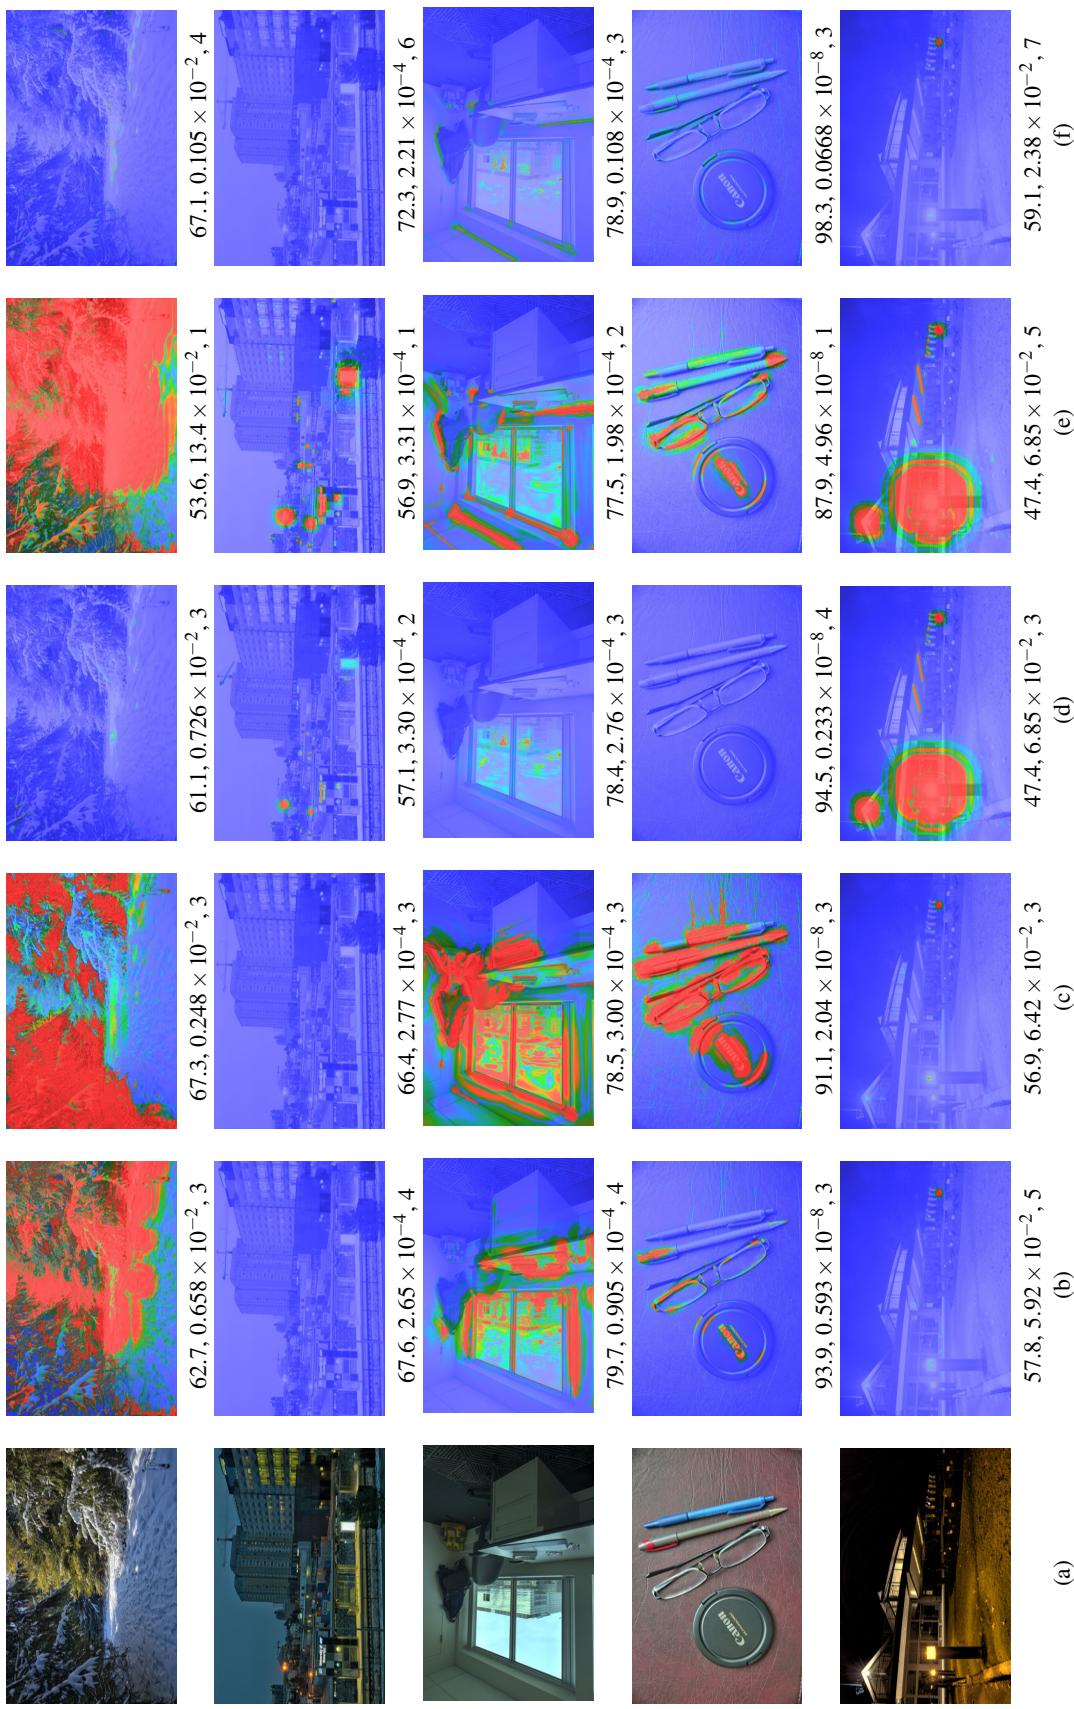 62.7, 0.658 × 10⁻², 3 67.3, 0.248 × 10⁻², 3 61.1, 0.726 × 10⁻², 3 53.6, 13.4 × 10⁻², 1 67.1, 0.105 × 10⁻², 4
67.6, 2.65 × 10⁻⁴, 4 66.4, 2.77 × 10⁻⁴, 3 57.1, 3.30 × 10⁻⁴, 2 56.9, 3.31 × 10⁻⁴, 1 72.3, 2.21 × 10⁻⁴, 6
79.7, 0.905 × 10⁻⁴, 4 78.5, 3.00 × 10⁻⁴, 3 78.4, 2.76 × 10⁻⁴, 3 77.5, 1.98 × 10⁻⁴, 2 78.9, 0.108 × 10⁻⁴, 3
Canon Canon Canon Canon Canon Canon
93.9, 0.593 × 10⁻⁸, 3 91.1, 2.04 × 10⁻⁸, 3 94.5, 0.233 × 10⁻⁸, 4 87.9, 4.96 × 10⁻⁸, 1 98.3, 0.0668 × 10⁻⁸, 3
57.8, 5.92 × 10⁻², 5 56.9, 6.42 × 10⁻², 3 47.4, 6.85 × 10⁻², 3 47.4, 6.85 × 10⁻², 5 59.1, 2.38 × 10⁻², 7
(a) (b) (c) (d) (e) (f)